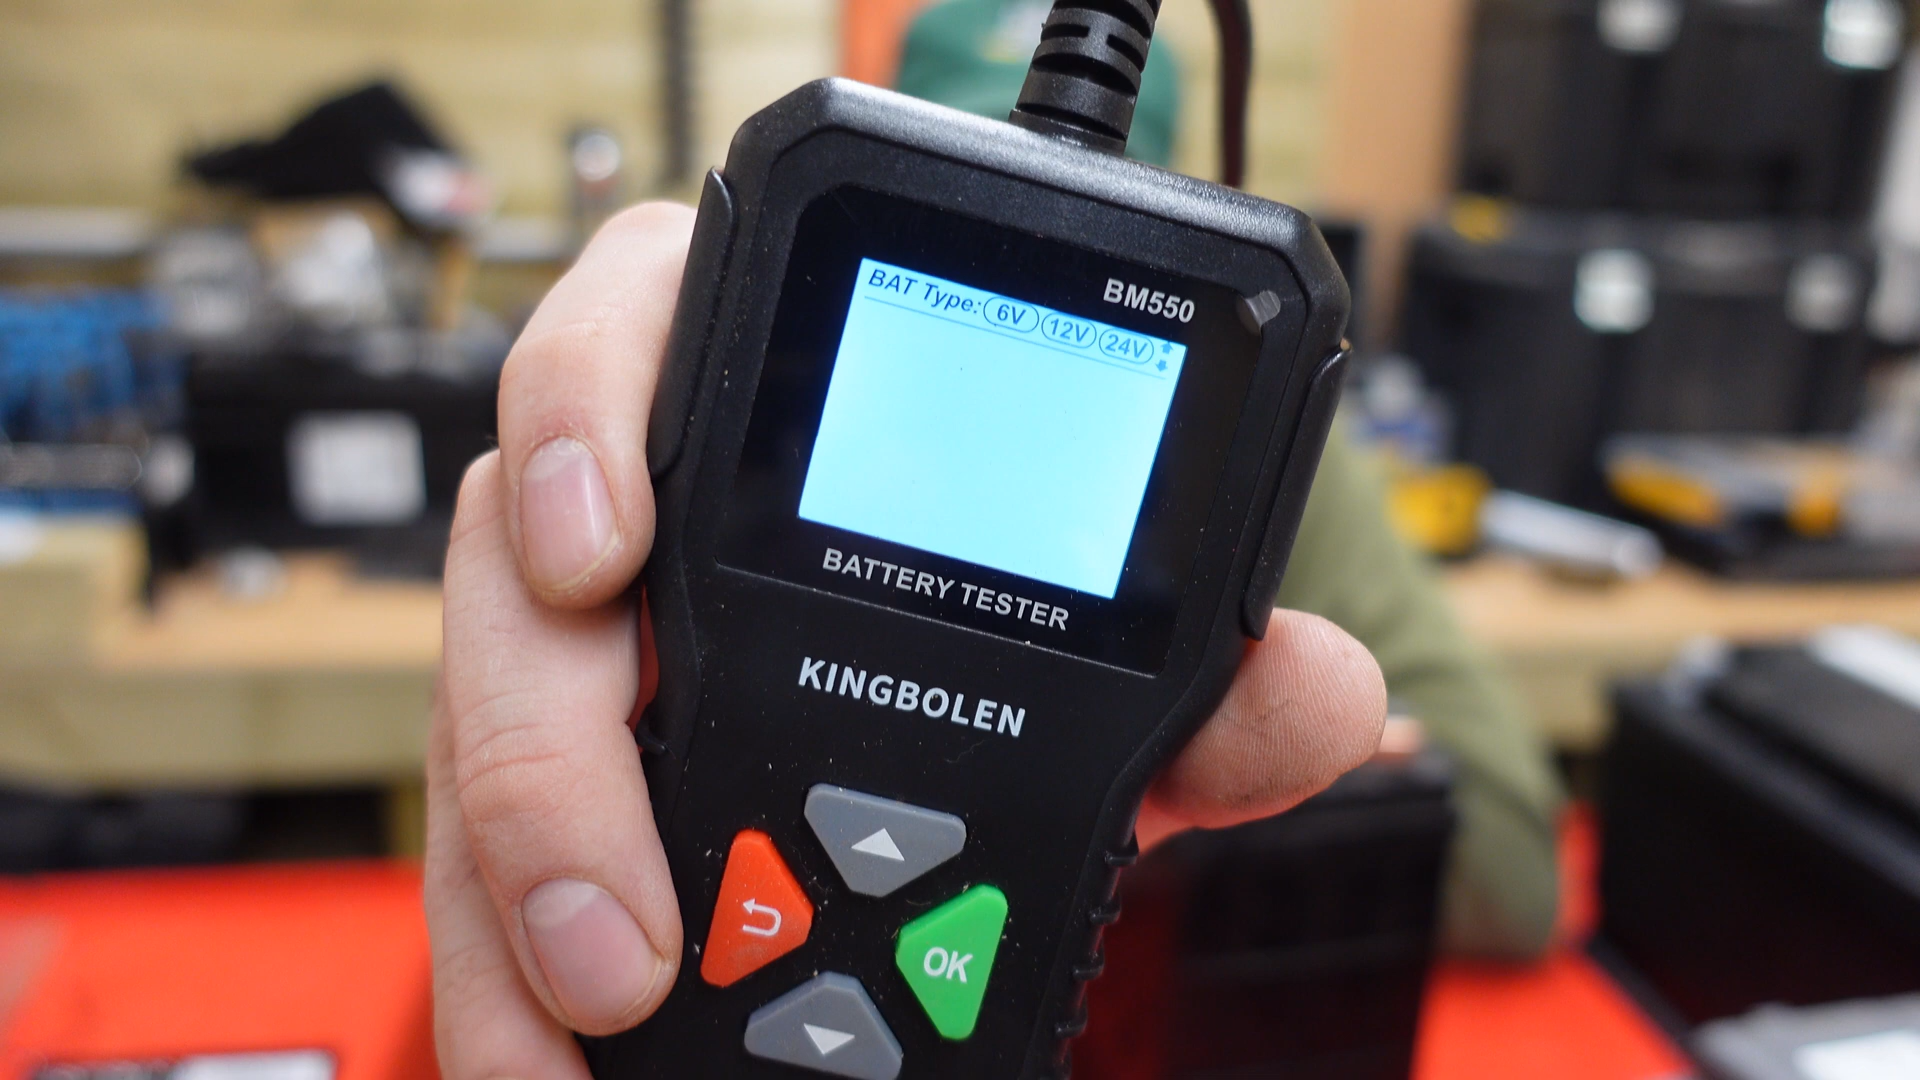 BM550
BAT Type: 6V 12V 24V
BATTERY TESTER
KINGBOLEN
OK